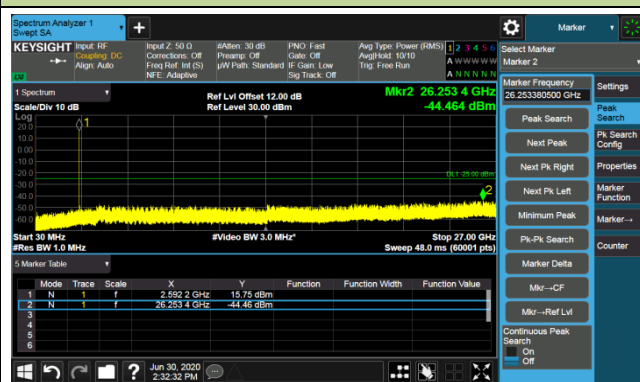 Spectrum Analyzer 1
Swept SA
+
Marker
KEYSIGHT
Input: RF
Coupling: DC
Align: Auto
Input Z: 50 Ω
Corrections: Off
Freq Ref: Int (S)
NFE: Adaptive
#Atten: 30 dB
Preamp: Off
µW Path: Standard
PNO: Fast
Gate: Off
IF Gain: Low
Sig Track: Off
Avg Type: Power (RMS)
Avg|Hold: 10/10
Trig: Free Run
1 2 3 4 5 6
A W W W W W
A N N N N N
LXI
Select Marker
Marker 2
1 Spectrum
Scale/Div 10 dB
Ref Lvl Offset 12.00 dB
Ref Level 30.00 dBm
Mkr2 26.253 4 GHz
-44.464 dBm
Log
20.0
10.0
0.00
-10.0
-20.0
-30.0
-40.0
-50.0
-60.0
1
DL1 -25.00 dBm
2
Start 30 MHz
#Res BW 1.0 MHz
#Video BW 3.0 MHz*
Stop 27.00 GHz
Sweep 48.0 ms (60001 pts)
5 Marker Table
Mode Trace Scale X Y Function Function Width Function Value
1 N 1 f 2.592 2 GHz 15.75 dBm
2 N 1 f 26.253 4 GHz -44.46 dBm
3
4
5
6
Jun 30, 2020
2:32:32 PM
Marker Frequency
26.253380500 GHz
Peak Search
Next Peak
Next Pk Right
Next Pk Left
Minimum Peak
Pk-Pk Search
Marker Delta
Mkr→CF
Mkr→Ref Lvl
Continuous Peak
Search
On
Off
Settings
Peak
Search
Pk Search
Config
Properties
Marker
Function
Marker→
Counter